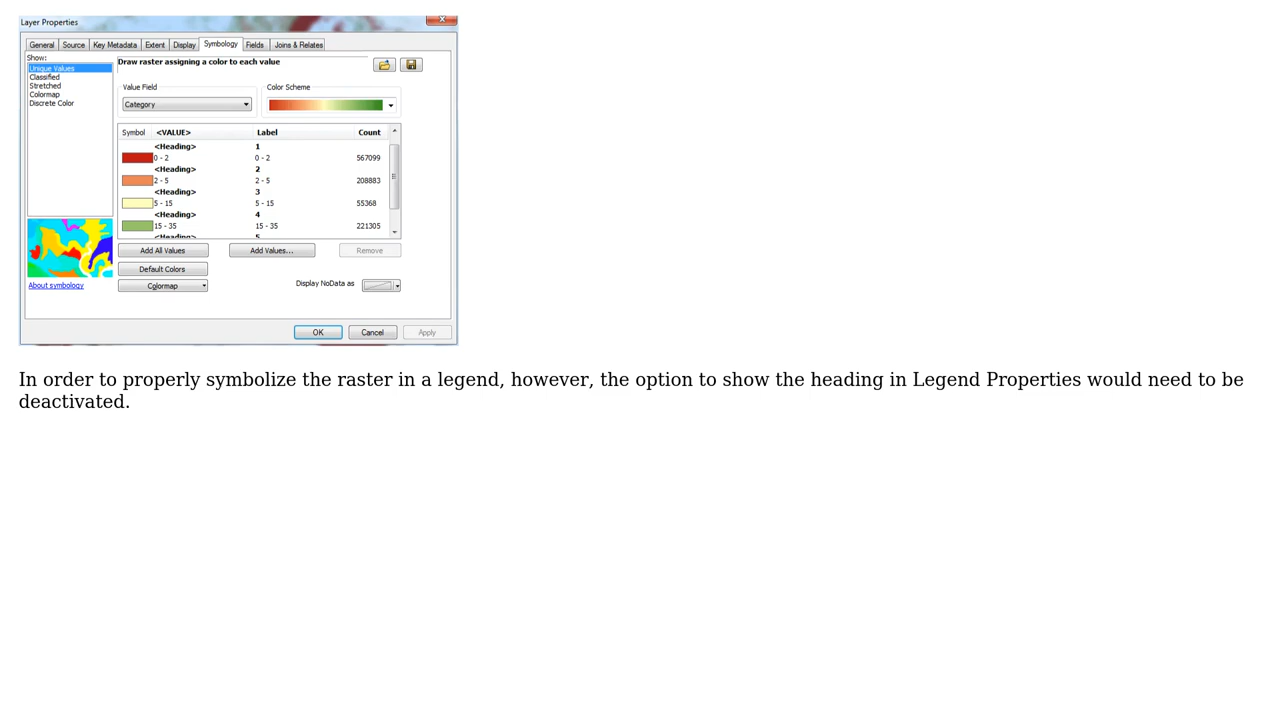 Layer Properties
General Source Key Metadata Extent Display Symbology Fields Joins & Relates
Show:
Unique Values
Classified
Stretched
Colormap
Discrete Color
Draw raster assigning a color to each value
Value Field Color Scheme
Category
Symbol <VALUE> Label Count
<Heading> 1
0 - 2 0 - 2 567099
<Heading> 2
2 - 5 2 - 5 208883
<Heading> 3
5 - 15 5 - 15 55368
<Heading> 4
15 - 35 15 - 35 221305
<Heading> 5
Add All Values Add Values... Remove
Default Colors
Colormap Display NoData as
About symbology
OK Cancel Apply
In order to properly symbolize the raster in a legend, however, the option to show the heading in Legend Properties would need to be
deactivated.